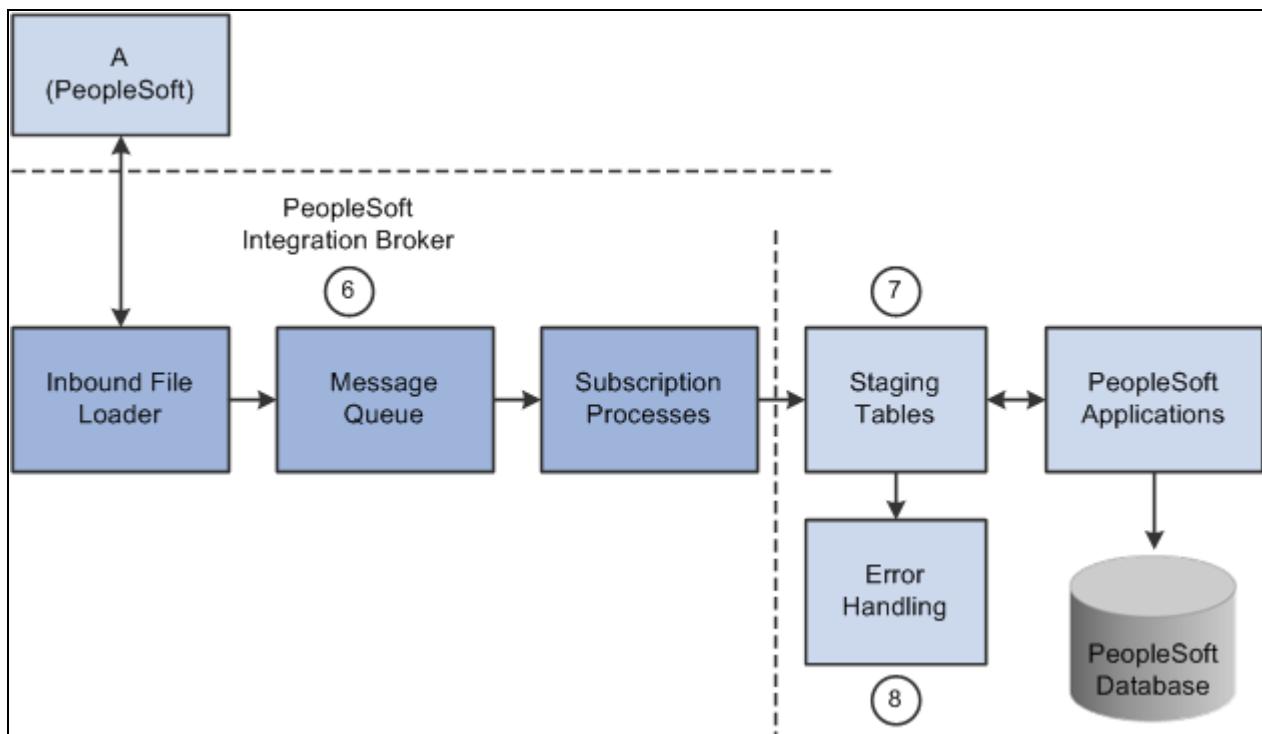 A
(PeopleSoft)
PeopleSoft
Integration Broker
6
7
Inbound File
Loader
Message
Queue
Subscription
Processes
Staging
Tables
PeopleSoft
Applications
Error
Handling
8
PeopleSoft
Database